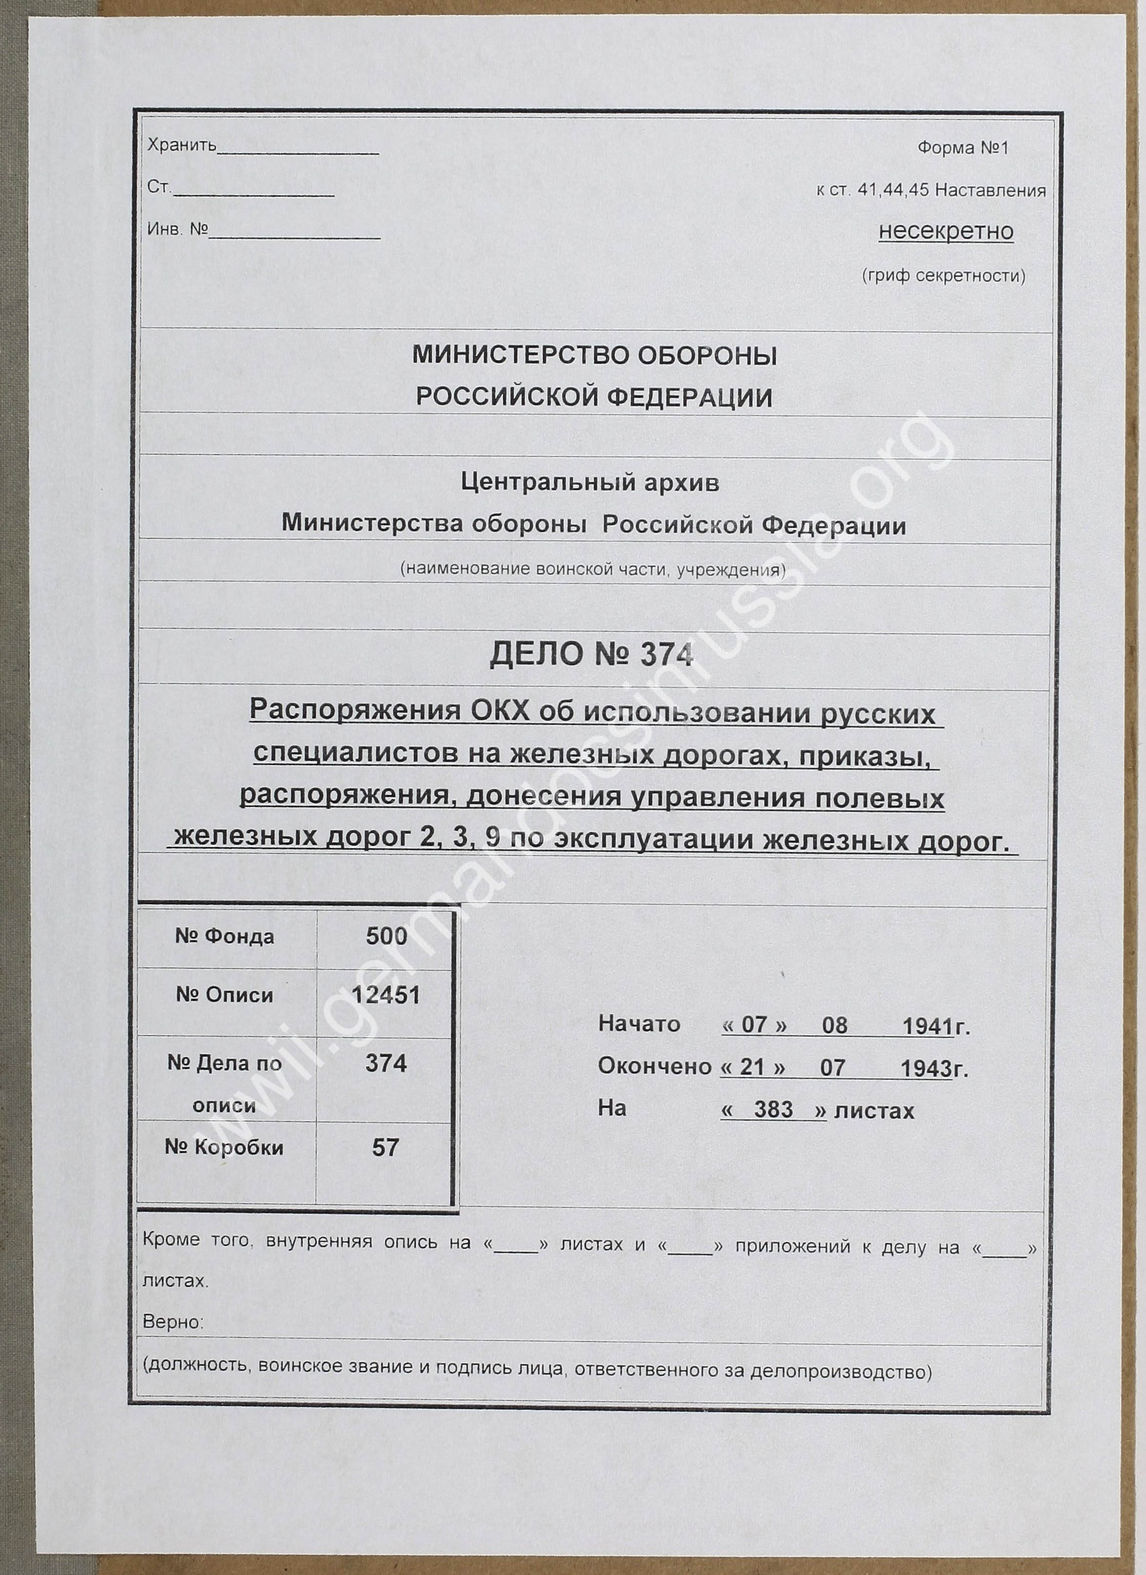 Хранить
Форма №1
Ст.
к ст. 41,44,45 Наставления
Инв. №
несекретно
(гриф секретности)
МИНИСТЕРСТВО ОБОРОНЫ
РОССИЙСКОЙ ФЕДЕРАЦИИ
Центральный архив
Министерства обороны Российской Федерации
(наименование воинской части, учреждения)
ДЕЛО № 374
Распоряжения ОКХ об использовании русских
специалистов на железных дорогах, приказы,
распоряжения, донесения управления полевых
железных дорог 2, 3, 9 по эксплуатации железных дорог.
№ Фонда 500
№ Описи 12451
№ Дела по 374
описи
№ Коробки 57
Начато « 07 » 08 1941г.
Окончено « 21 » 07 1943г.
На « 383 » листах
Кроме того, внутренняя опись на «____» листах и «____» приложений к делу на «____»
листах.
Верно:
(должность, воинское звание и подпись лица, ответственного за делопроизводство)
wwii.germandocsinrussia.org